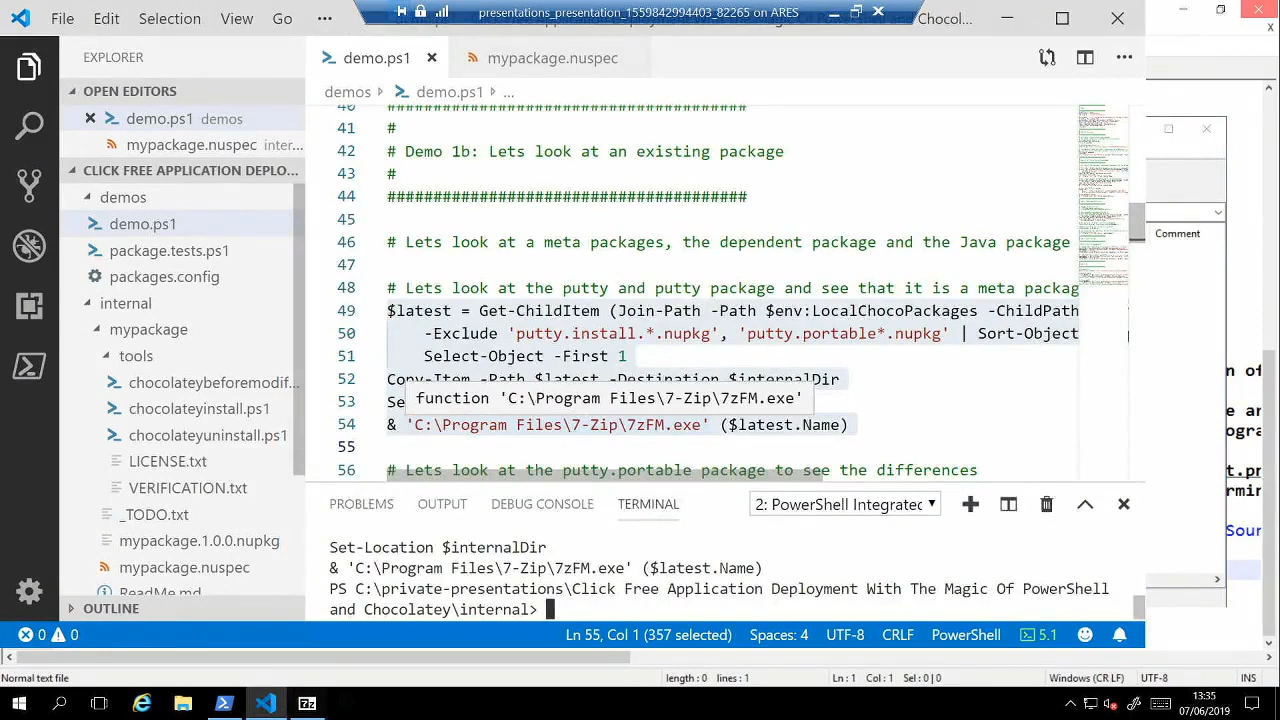 presentations_presentation_1559842994403_82265 on ARES
File Edit Selection View Go ••• Chocol...
EXPLORER
demo.ps1
mypackage.nuspec
OPEN EDITORS
demos
demo.ps1
...
demo.ps1 demos
mypackage.nuspec inter...
CLICK FREE APPLICATION DEPLO...
demos
demo.ps1
package.tests.ps1
packages.config
internal
mypackage
tools
chocolateybeforemodif...
chocolateyinstall.ps1
chocolateyuninstall.ps1
LICENSE.txt
VERIFICATION.txt
_TODO.txt
mypackage.1.0.0.nupkg
mypackage.nuspec
ReadMe.md
OUTLINE
40 ########################################
41 #
42 # Demo 1b: Lets look at an existing package
43 #
44 ########################################
45
46 # Lets look at a meta packages, the dependent package and the Java package
47
48 # Lets look at the putty and putty package and see that it is a meta packag
49 $latest = Get-ChildItem (Join-Path -Path $env:LocalChocoPackages -ChildPath
50 -Exclude 'putty.install.*.nupkg', 'putty.portable*.nupkg' | Sort-Object
51 Select-Object -First 1
52 Copy-Item -Path $latest -Destination $internalDir
53 Se
function 'C:\Program Files\7-Zip\7zFM.exe'
54 & 'C:\Program Files\7-Zip\7zFM.exe' ($latest.Name)
55
56 # Lets look at the putty.portable package to see the differences
PROBLEMS OUTPUT DEBUG CONSOLE TERMINAL 2: PowerShell Integratec
Set-Location $internalDir
& 'C:\Program Files\7-Zip\7zFM.exe' ($latest.Name)
PS C:\private-presentations\Click Free Application Deployment With The Magic Of PowerShell
and Chocolatey\internal>
0 0 Ln 55, Col 1 (357 selected) Spaces: 4 UTF-8 CRLF PowerShell 5.1
Comment
n of
e ar
ogra
t.pr
rmin
Sour
Normal text file length : 0 lines : 1 Ln : 1 Col : 1 Sel : 0 | 0 Windows (CR LF) UTF-8 INS
7z
13:35
07/06/2019